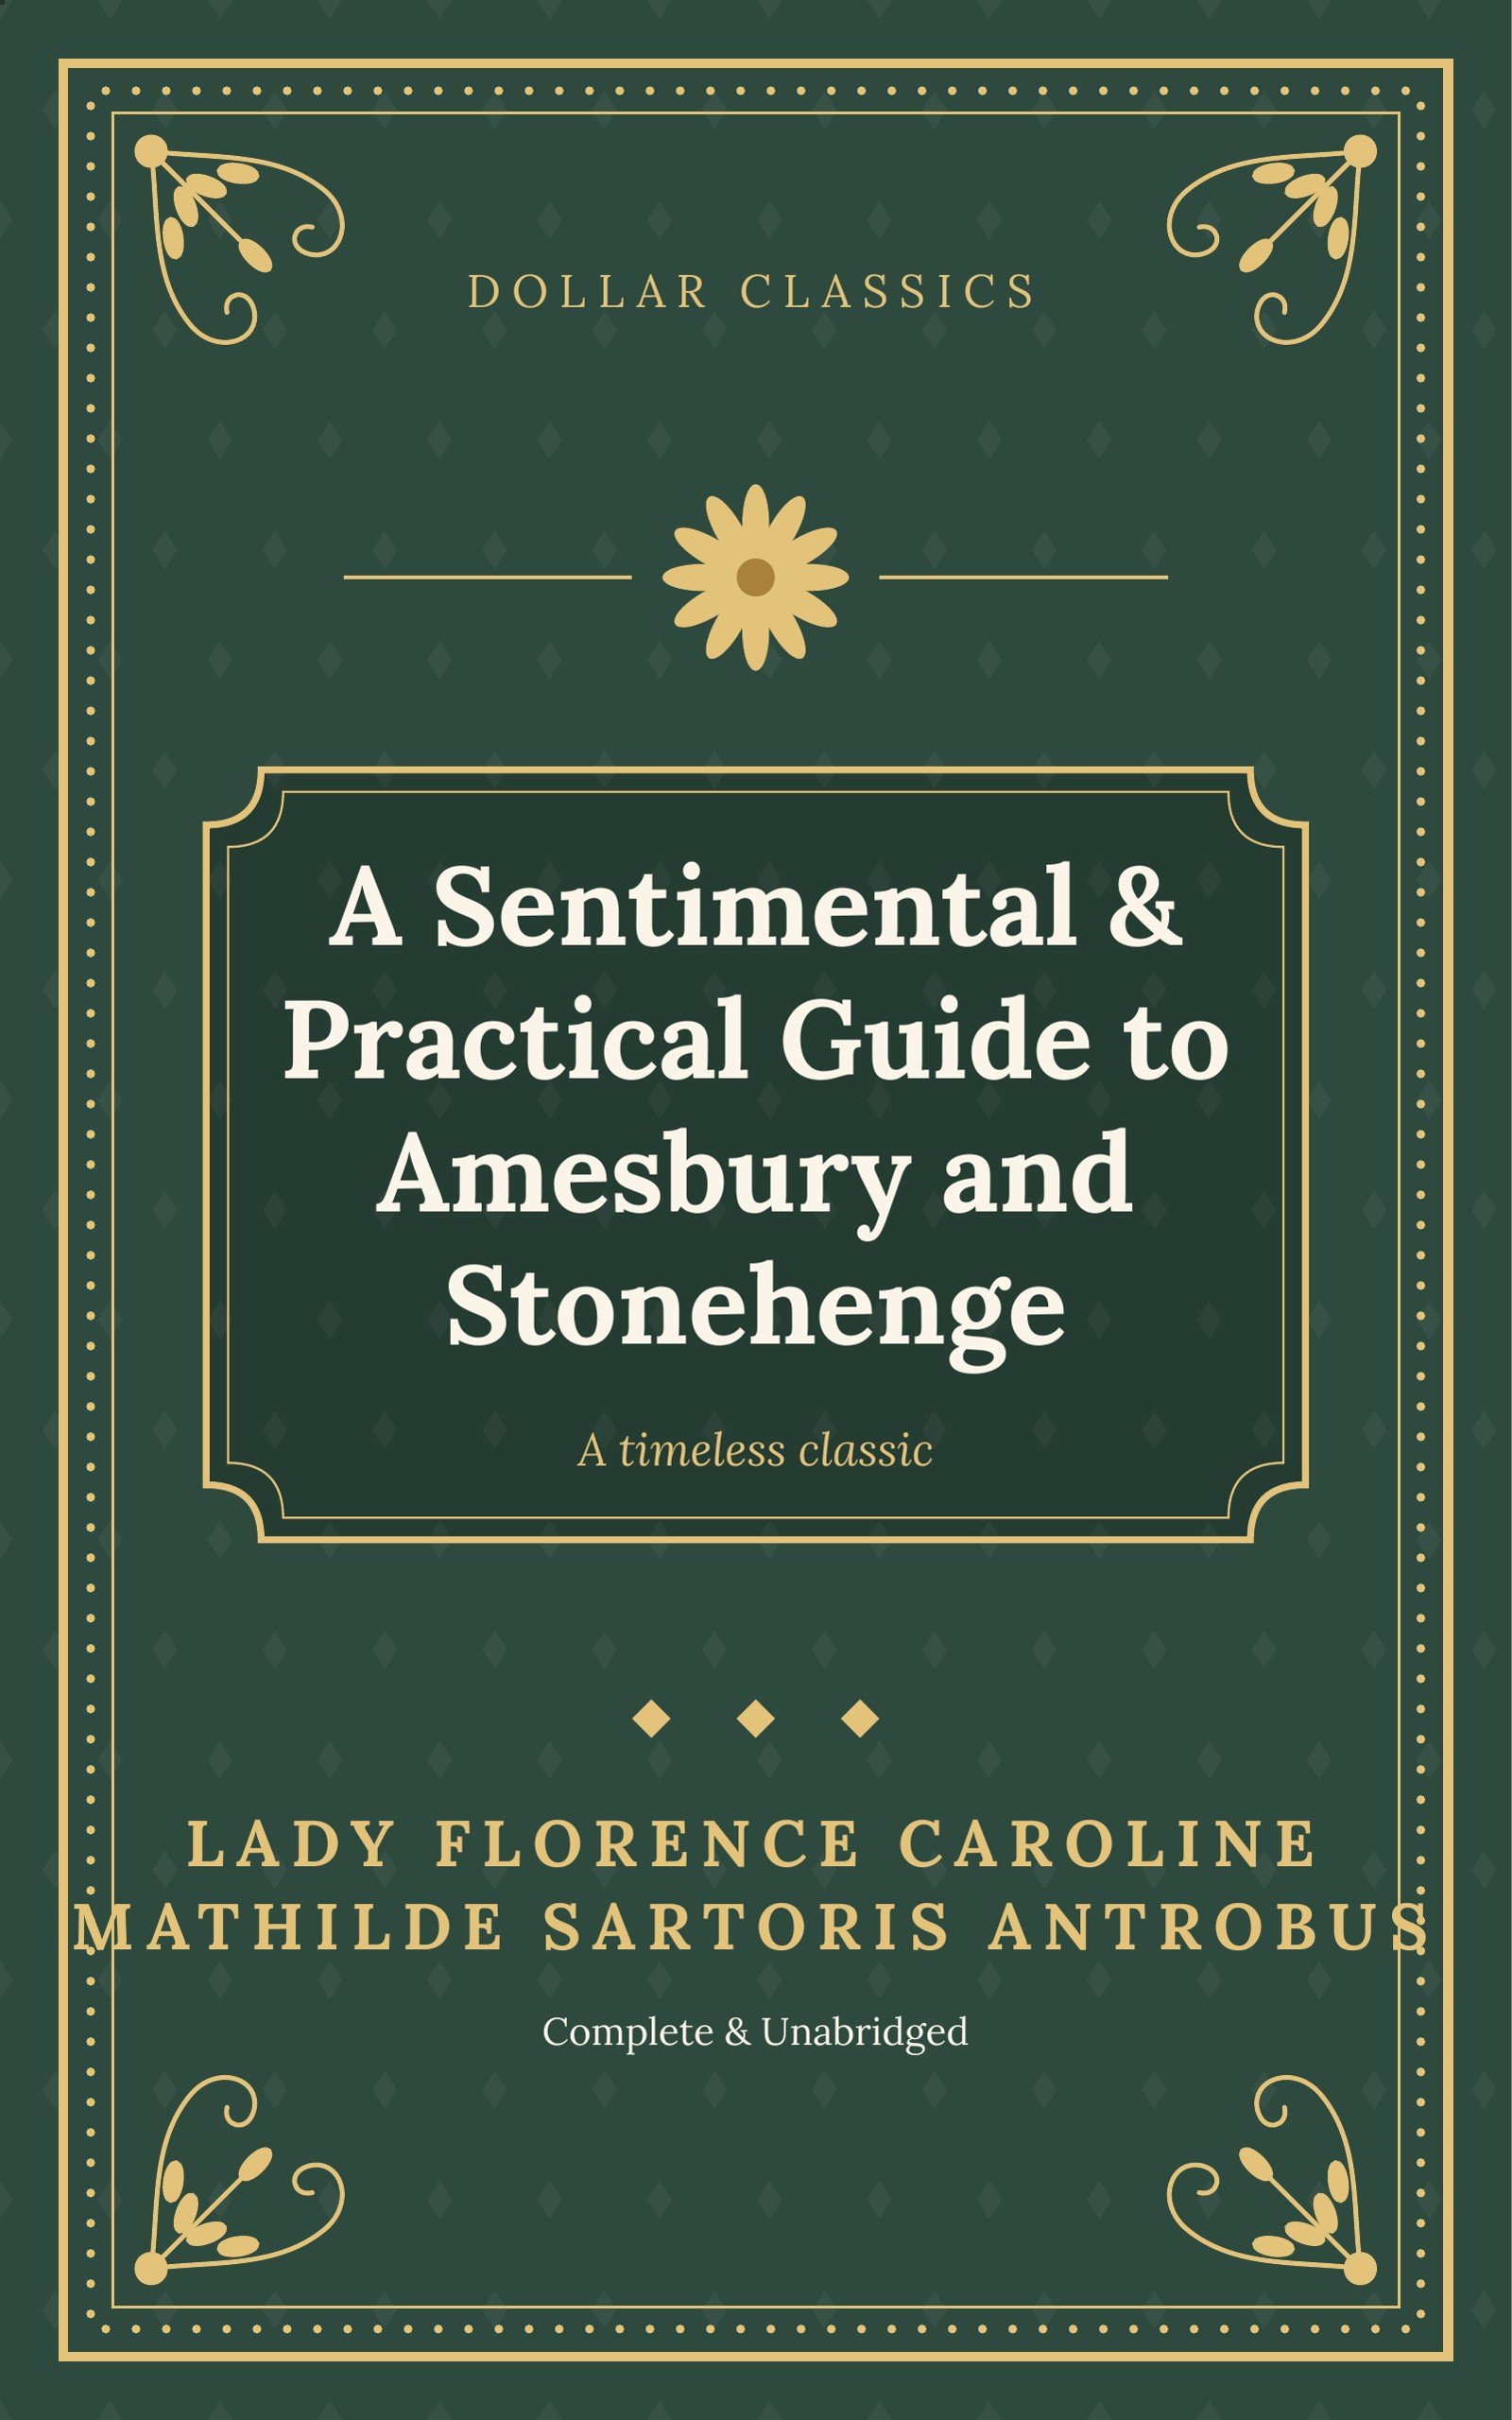 DOLLAR CLASSICS
A Sentimental &
Practical Guide to
Amesbury and
Stonehenge
A timeless classic
LADY FLORENCE CAROLINE
MATHILDE SARTORIS ANTROBUS
Complete & Unabridged